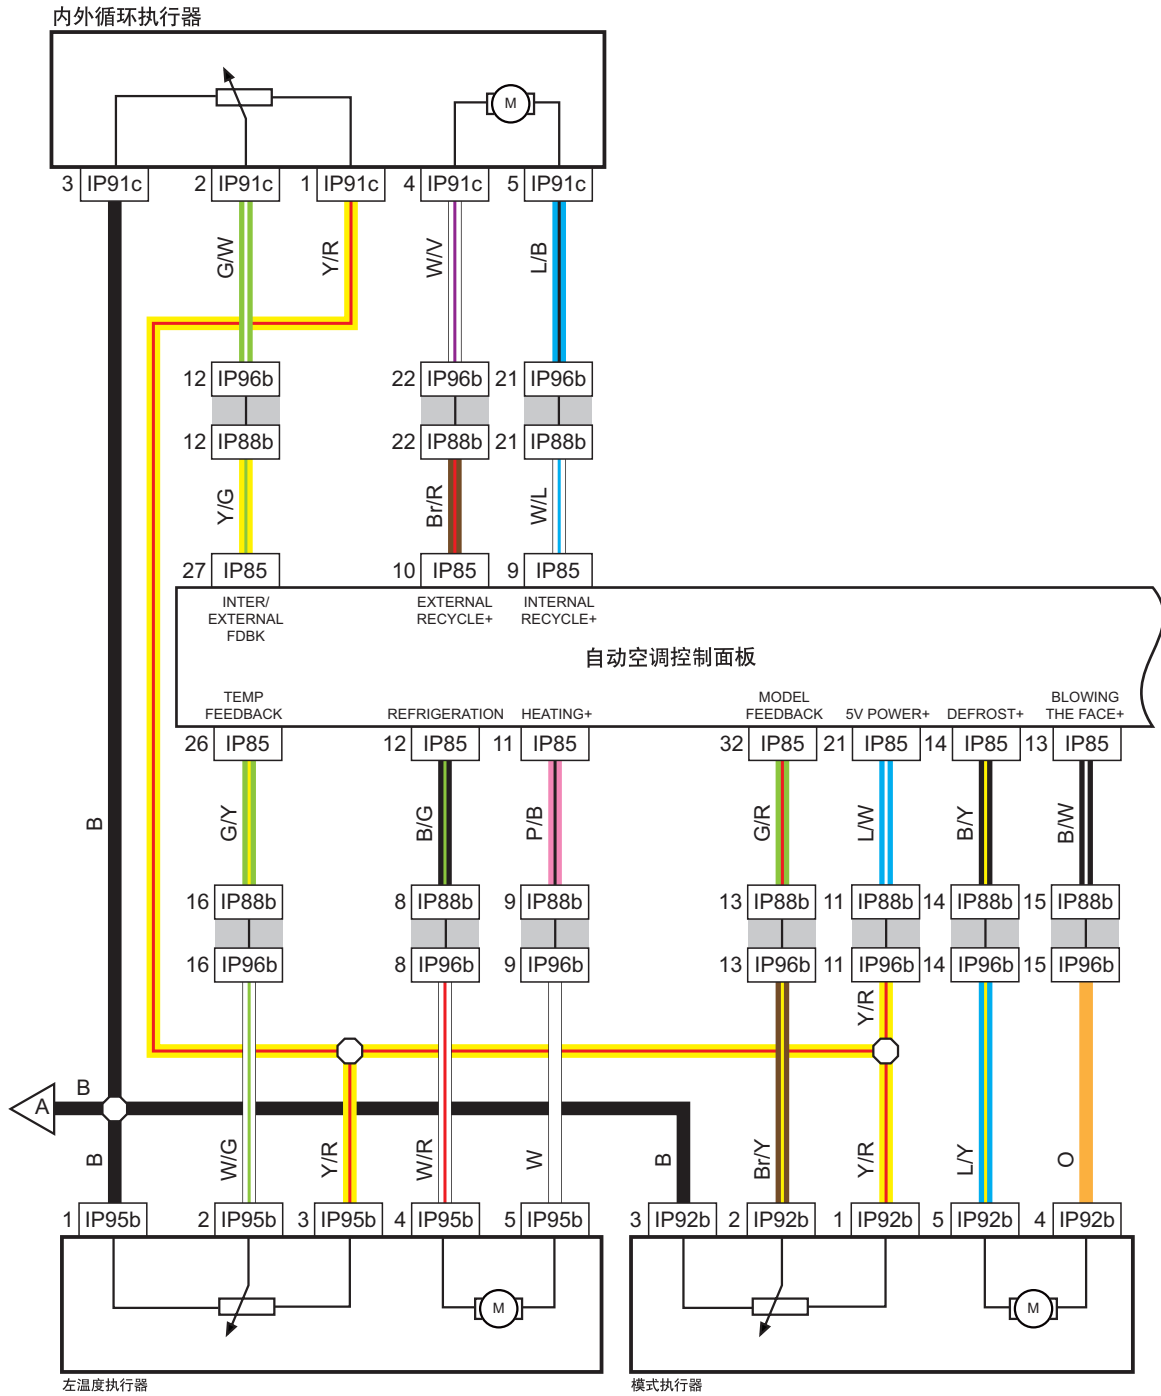 内外循环执行器
M
3 IP91c 2 IP91c 1 IP91c 4 IP91c 5 IP91c
G/W Y/R W/V L/B
12 IP96b 22 IP96b 21 IP96b
12 IP88b 22 IP88b 21 IP88b
Y/G Br/R W/L
27 IP85 10 IP85 9 IP85
INTER/ EXTERNAL INTERNAL
EXTERNAL RECYCLE+ RECYCLE+
FDBK
自动空调控制面板
TEMP MODEL BLOWING
FEEDBACK REFRIGERATION HEATING+ FEEDBACK 5V POWER+ DEFROST+ THE FACE+
26 IP85 12 IP85 11 IP85 32 IP85 21 IP85 14 IP85 13 IP85
B G/Y B/G P/B G/R L/W B/Y B/W
16 IP88b 8 IP88b 9 IP88b 13 IP88b 11 IP88b 14 IP88b 15 IP88b
16 IP96b 8 IP96b 9 IP96b 13 IP96b 11 IP96b 14 IP96b 15 IP96b
Y/R
A B
B W/G Y/R W/R W B Br/Y Y/R L/Y O
1 IP95b 2 IP95b 3 IP95b 4 IP95b 5 IP95b 3 IP92b 2 IP92b 1 IP92b 5 IP92b 4 IP92b
M M
左温度执行器 模式执行器